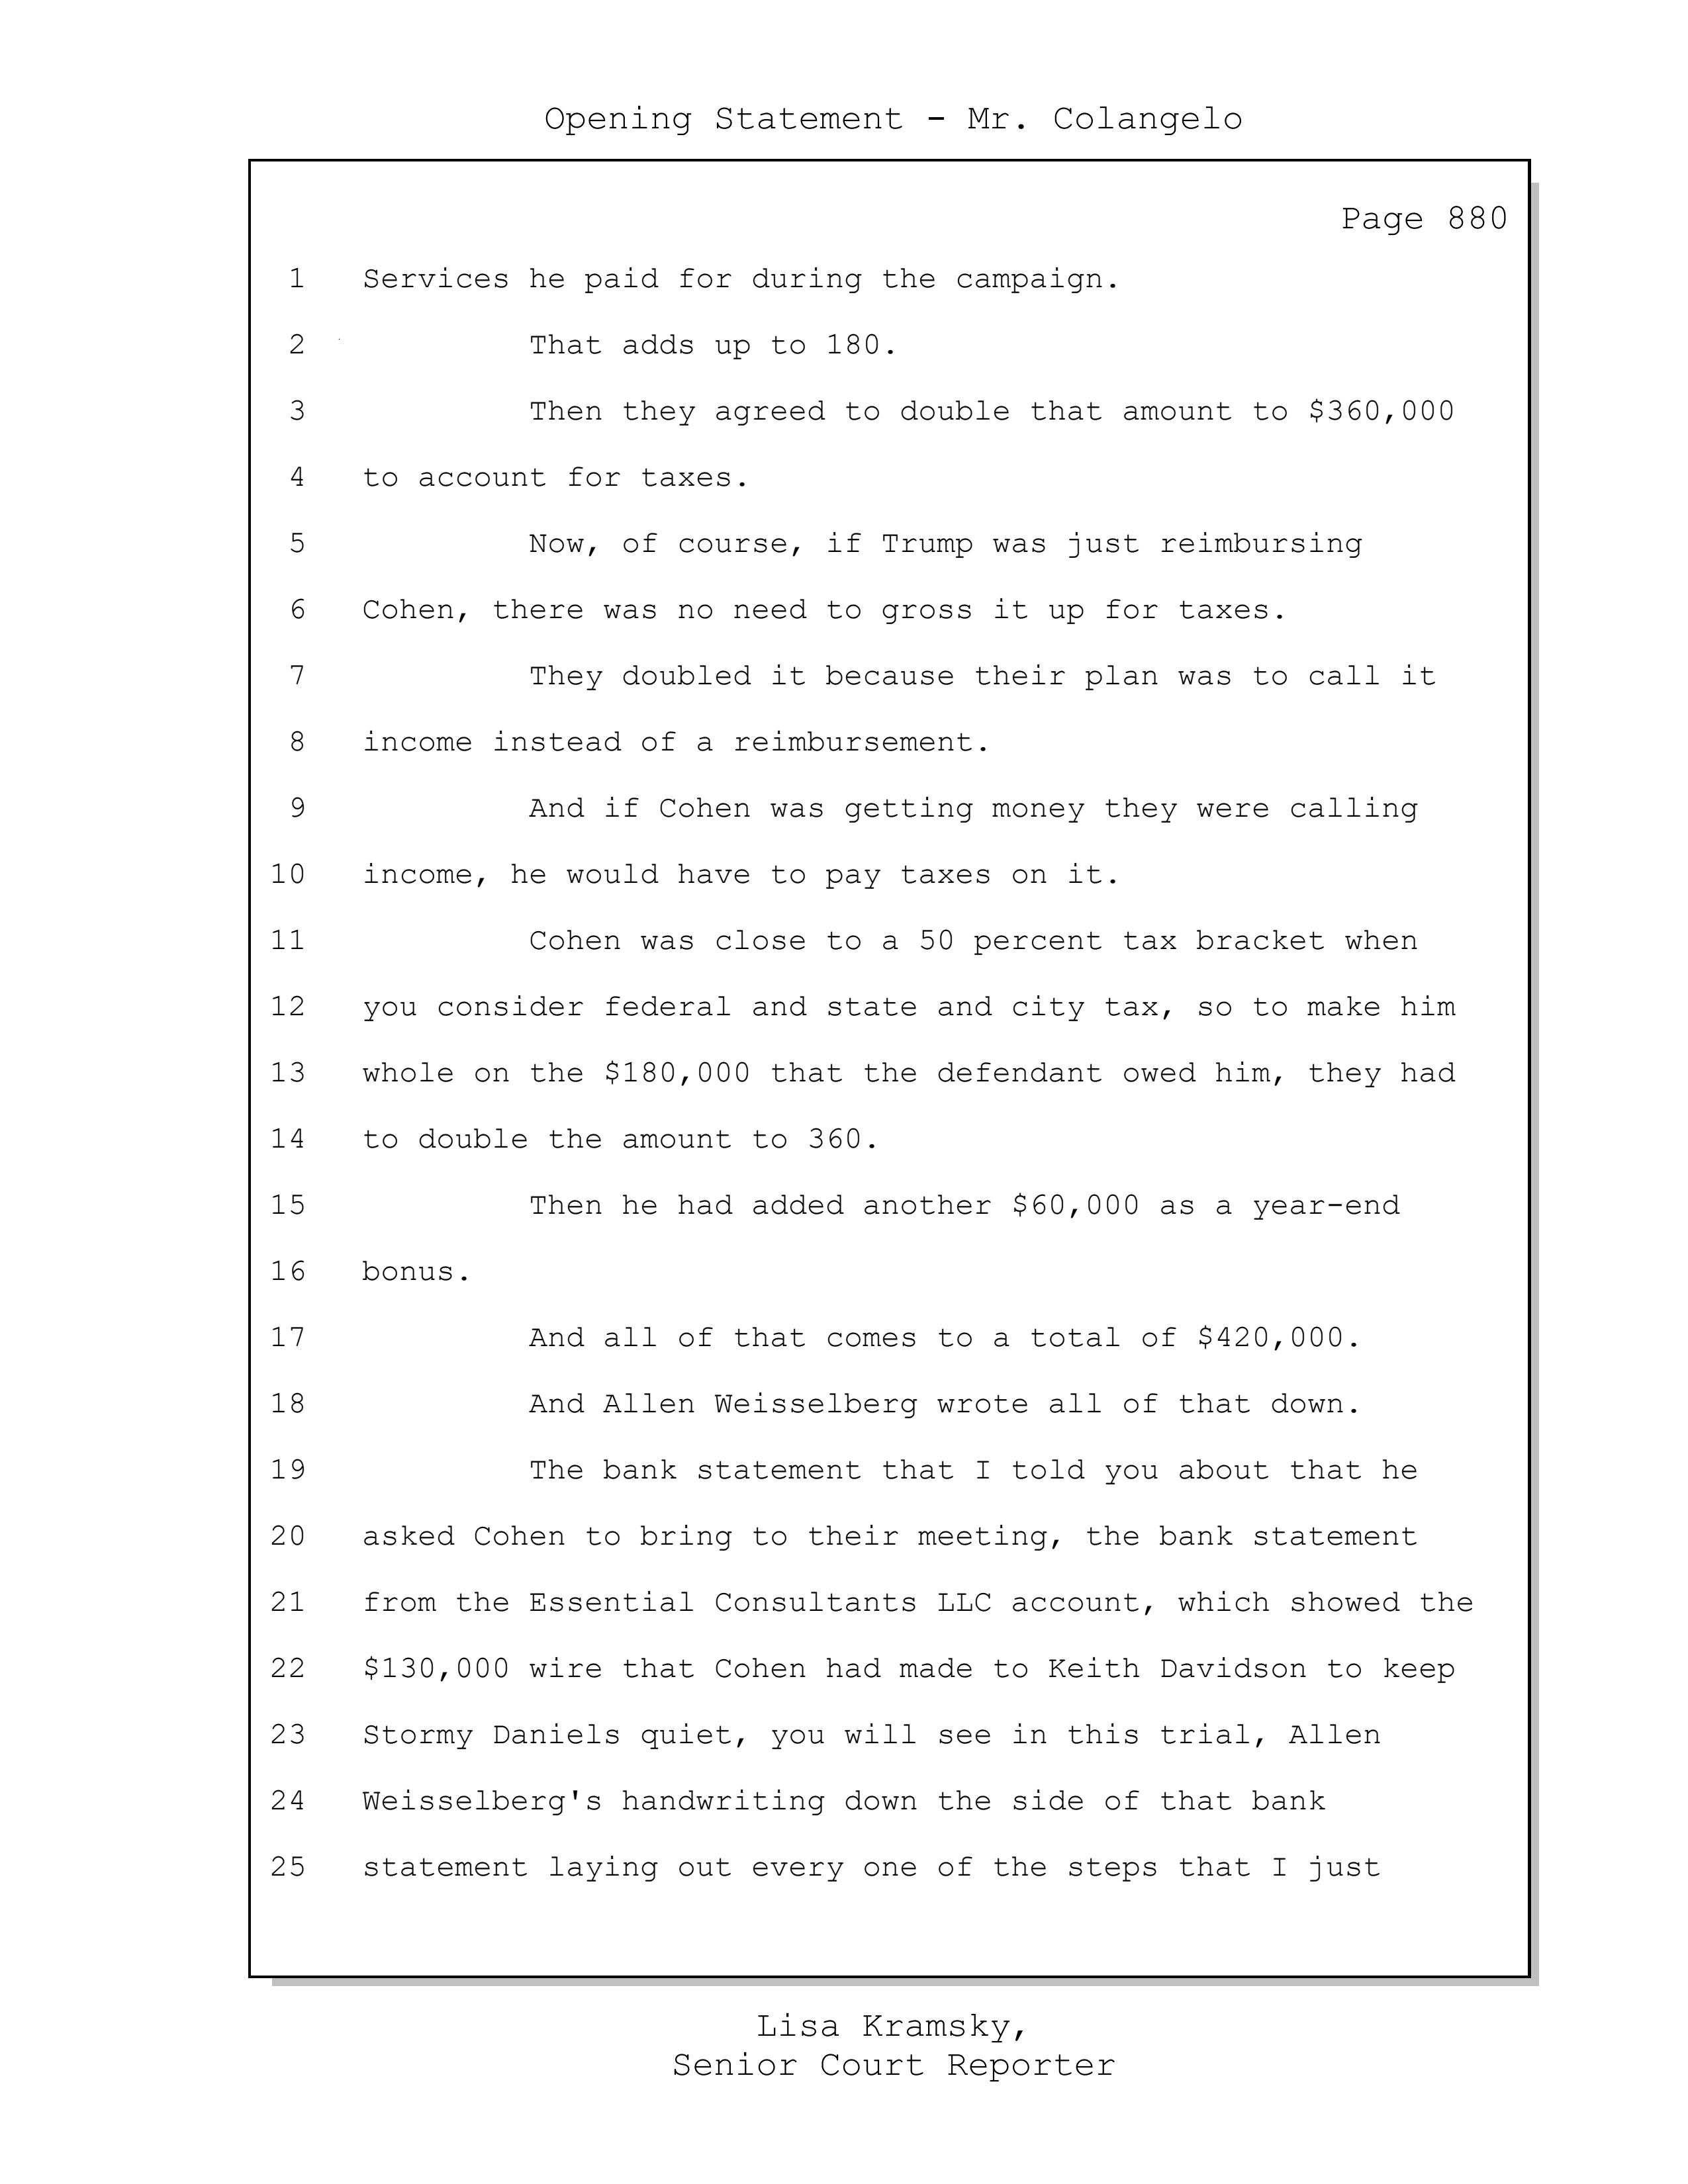 Opening Statement - Mr. Colangelo
Page 880
1 Services he paid for during the campaign.
2 That adds up to 180.
3 Then they agreed to double that amount to $360,000
4 to account for taxes.
5 Now, of course, if Trump was just reimbursing
6 Cohen, there was no need to gross it up for taxes.
7 They doubled it because their plan was to call it
8 income instead of a reimbursement.
9 And if Cohen was getting money they were calling
10 income, he would have to pay taxes on it.
11 Cohen was close to a 50 percent tax bracket when
12 you consider federal and state and city tax, so to make him
13 whole on the $180,000 that the defendant owed him, they had
14 to double the amount to 360.
15 Then he had added another $60,000 as a year-end
16 bonus.
17 And all of that comes to a total of $420,000.
18 And Allen Weisselberg wrote all of that down.
19 The bank statement that I told you about that he
20 asked Cohen to bring to their meeting, the bank statement
21 from the Essential Consultants LLC account, which showed the
22 $130,000 wire that Cohen had made to Keith Davidson to keep
23 Stormy Daniels quiet, you will see in this trial, Allen
24 Weisselberg's handwriting down the side of that bank
25 statement laying out every one of the steps that I just
Lisa Kramsky,
Senior Court Reporter